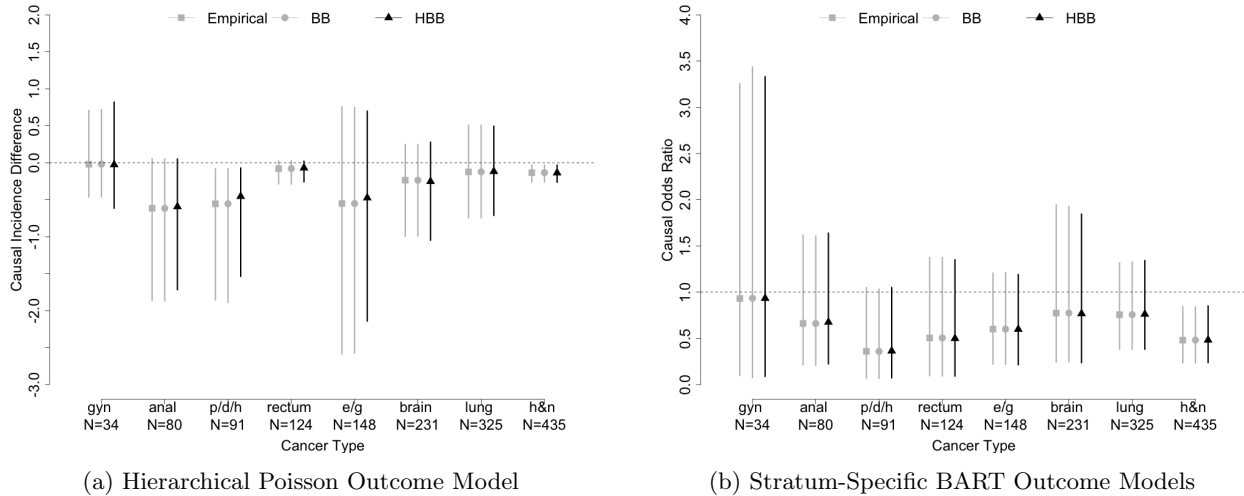 Empirical BB HBB
Causal Incidence Difference
2.0
1.5
1.0
0.5
0.0
-1.0
-2.0
-3.0
gyn anal p/d/h rectum e/g brain lung h&n
N=34 N=80 N=91 N=124 N=148 N=231 N=325 N=435
Cancer Type
(a) Hierarchical Poisson Outcome Model
Empirical BB HBB
Causal Odds Ratio
4.0
3.5
3.0
2.5
2.0
1.5
1.0
0.5
0.0
gyn anal p/d/h rectum e/g brain lung h&n
N=34 N=80 N=91 N=124 N=148 N=231 N=325 N=435
Cancer Type
(b) Stratum-Specific BART Outcome Models